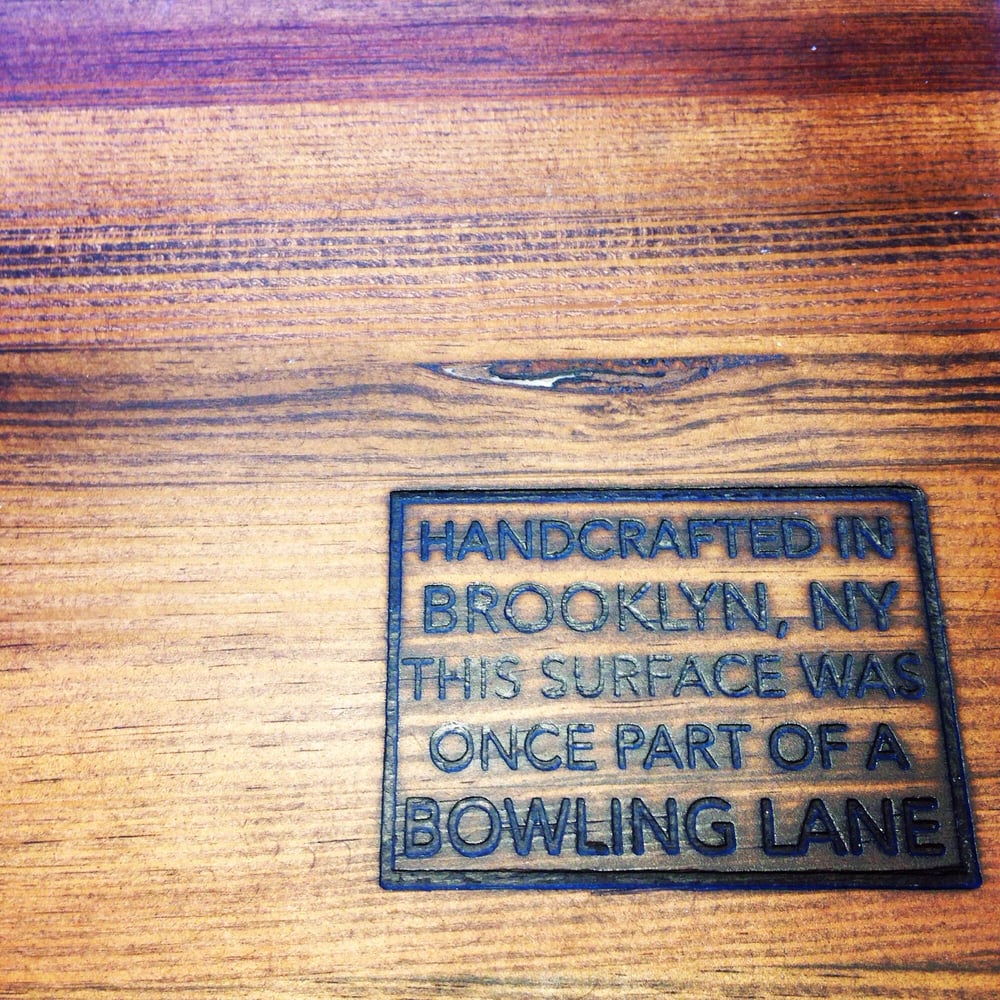 HANDCRAFTED IN
BROOKLYN, NY
THIS SURFACE WAS
ONCE PART OF A
BOWLING LANE